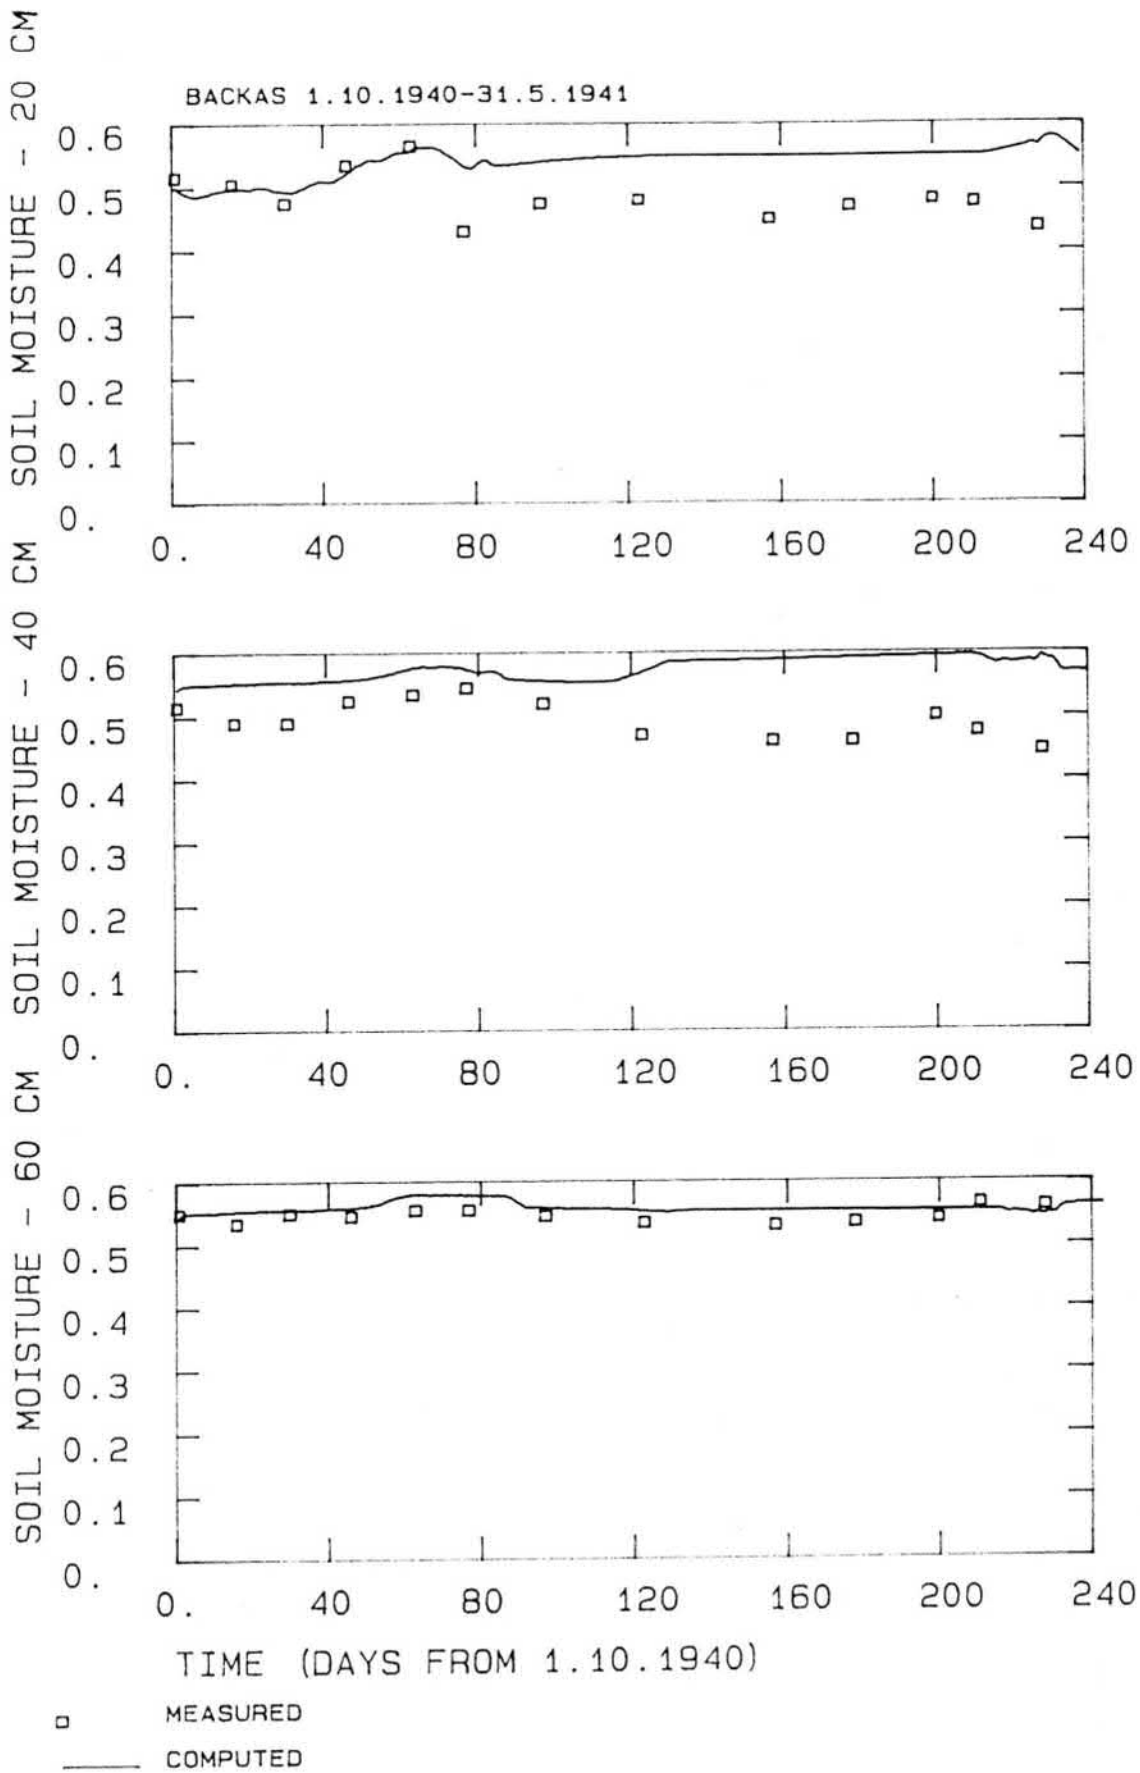 BACKAS 1.10.1940-31.5.1941
SOIL MOISTURE - 20 CM
0.6
0.5
0.4
0.3
0.2
0.1
0.
0. 40 80 120 160 200 240
SOIL MOISTURE - 40 CM
0.6
0.5
0.4
0.3
0.2
0.1
0.
0. 40 80 120 160 200 240
SOIL MOISTURE - 60 CM
0.6
0.5
0.4
0.3
0.2
0.1
0.
0. 40 80 120 160 200 240
TIME (DAYS FROM 1.10.1940)
MEASURED
COMPUTED